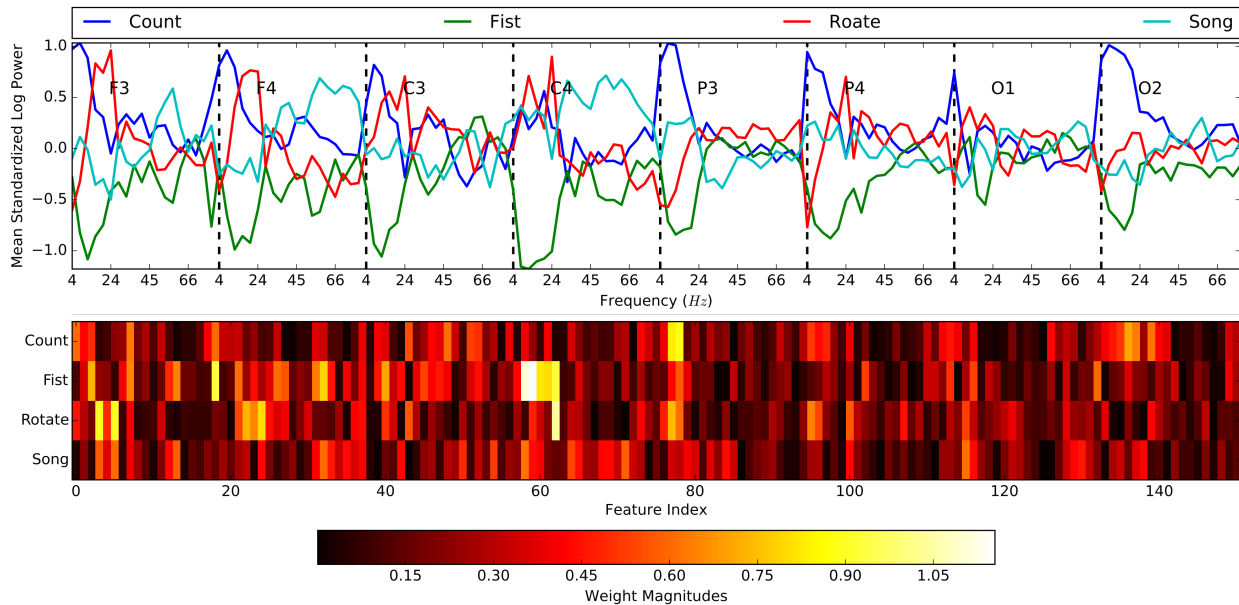 Count Fist Roate Song
Mean Standardized Log Power
1.0
0.5
0.0
−0.5
−1.0
F3 F4 C3 C4 P3 P4 O1 O2
4 24 45 66 4 24 45 66 4 24 45 66 4 24 45 66 4 24 45 66 4 24 45 66 4 24 45 66 4 24 45 66
Frequency (Hz)
Count
Fist
Rotate
Song
0 20 40 60 80 100 120 140
Feature Index
0.15 0.30 0.45 0.60 0.75 0.90 1.05
Weight Magnitudes